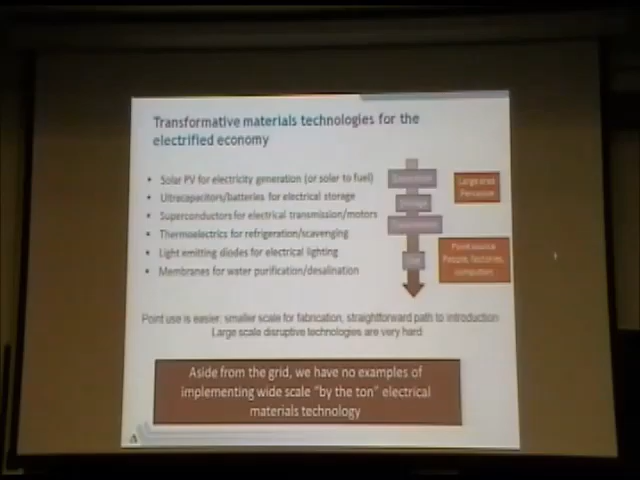 Transformative materials technologies for the
electrified economy
• Solar PV for electricity generation (or solar to fuel)
• Ultracapacitors/batteries for electrical storage
• Superconductors for electrical transmission/motors
• Thermoelectrics for refrigeration/scavenging
• Light emitting diodes for electrical lighting
• Membranes for water purification/desalination
Generation
Storage
Use
Large area
Pervasive
Point source
People, factories,
computers
Point use is easier, smaller scale for fabrication, straightforward path to introduction
Large scale disruptive technologies are very hard
Aside from the grid, we have no examples of
implementing wide scale "by the ton" electrical
materials technology